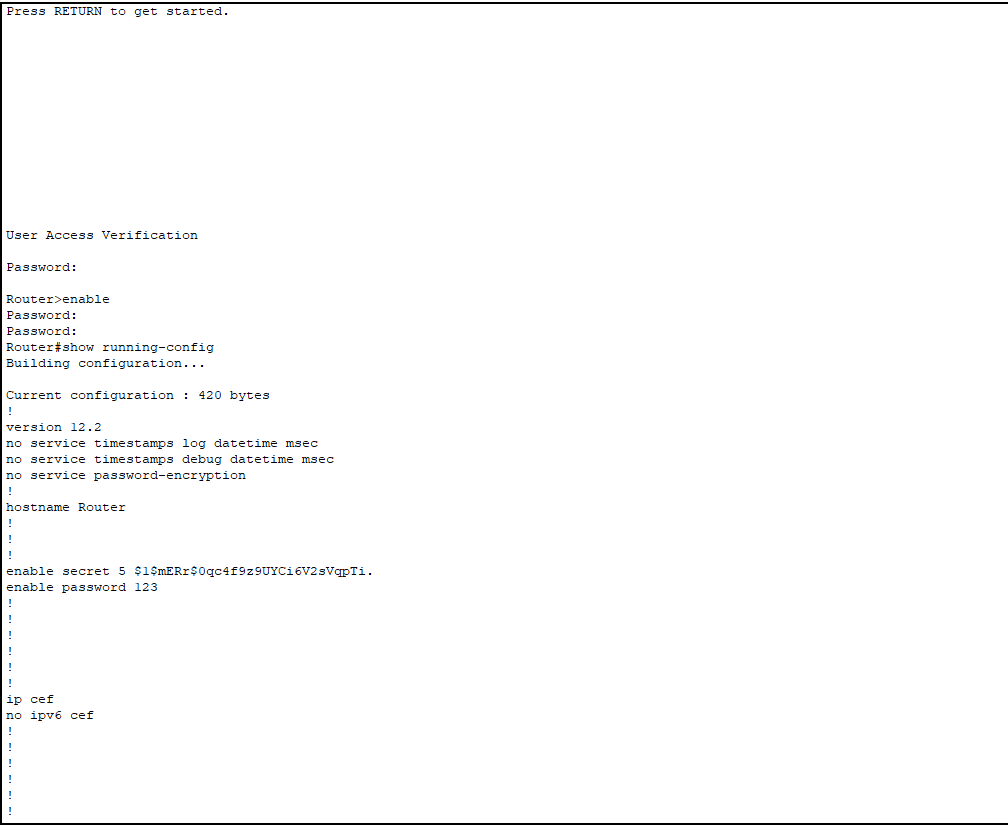 Press RETURN to get started.
User Access Verification
Password:
Router>enable
Password:
Password:
Router#show running-config
Building configuration...
Current configuration : 420 bytes
!
version 12.2
no service timestamps log datetime msec
no service timestamps debug datetime msec
no service password-encryption
!
hostname Router
!
!
!
enable secret 5 $1$mERr$0qc4f9z9UYCi6V2sVqpTi.
enable password 123
!
!
!
!
!
!
ip cef
no ipv6 cef
!
!
!
!
!
!